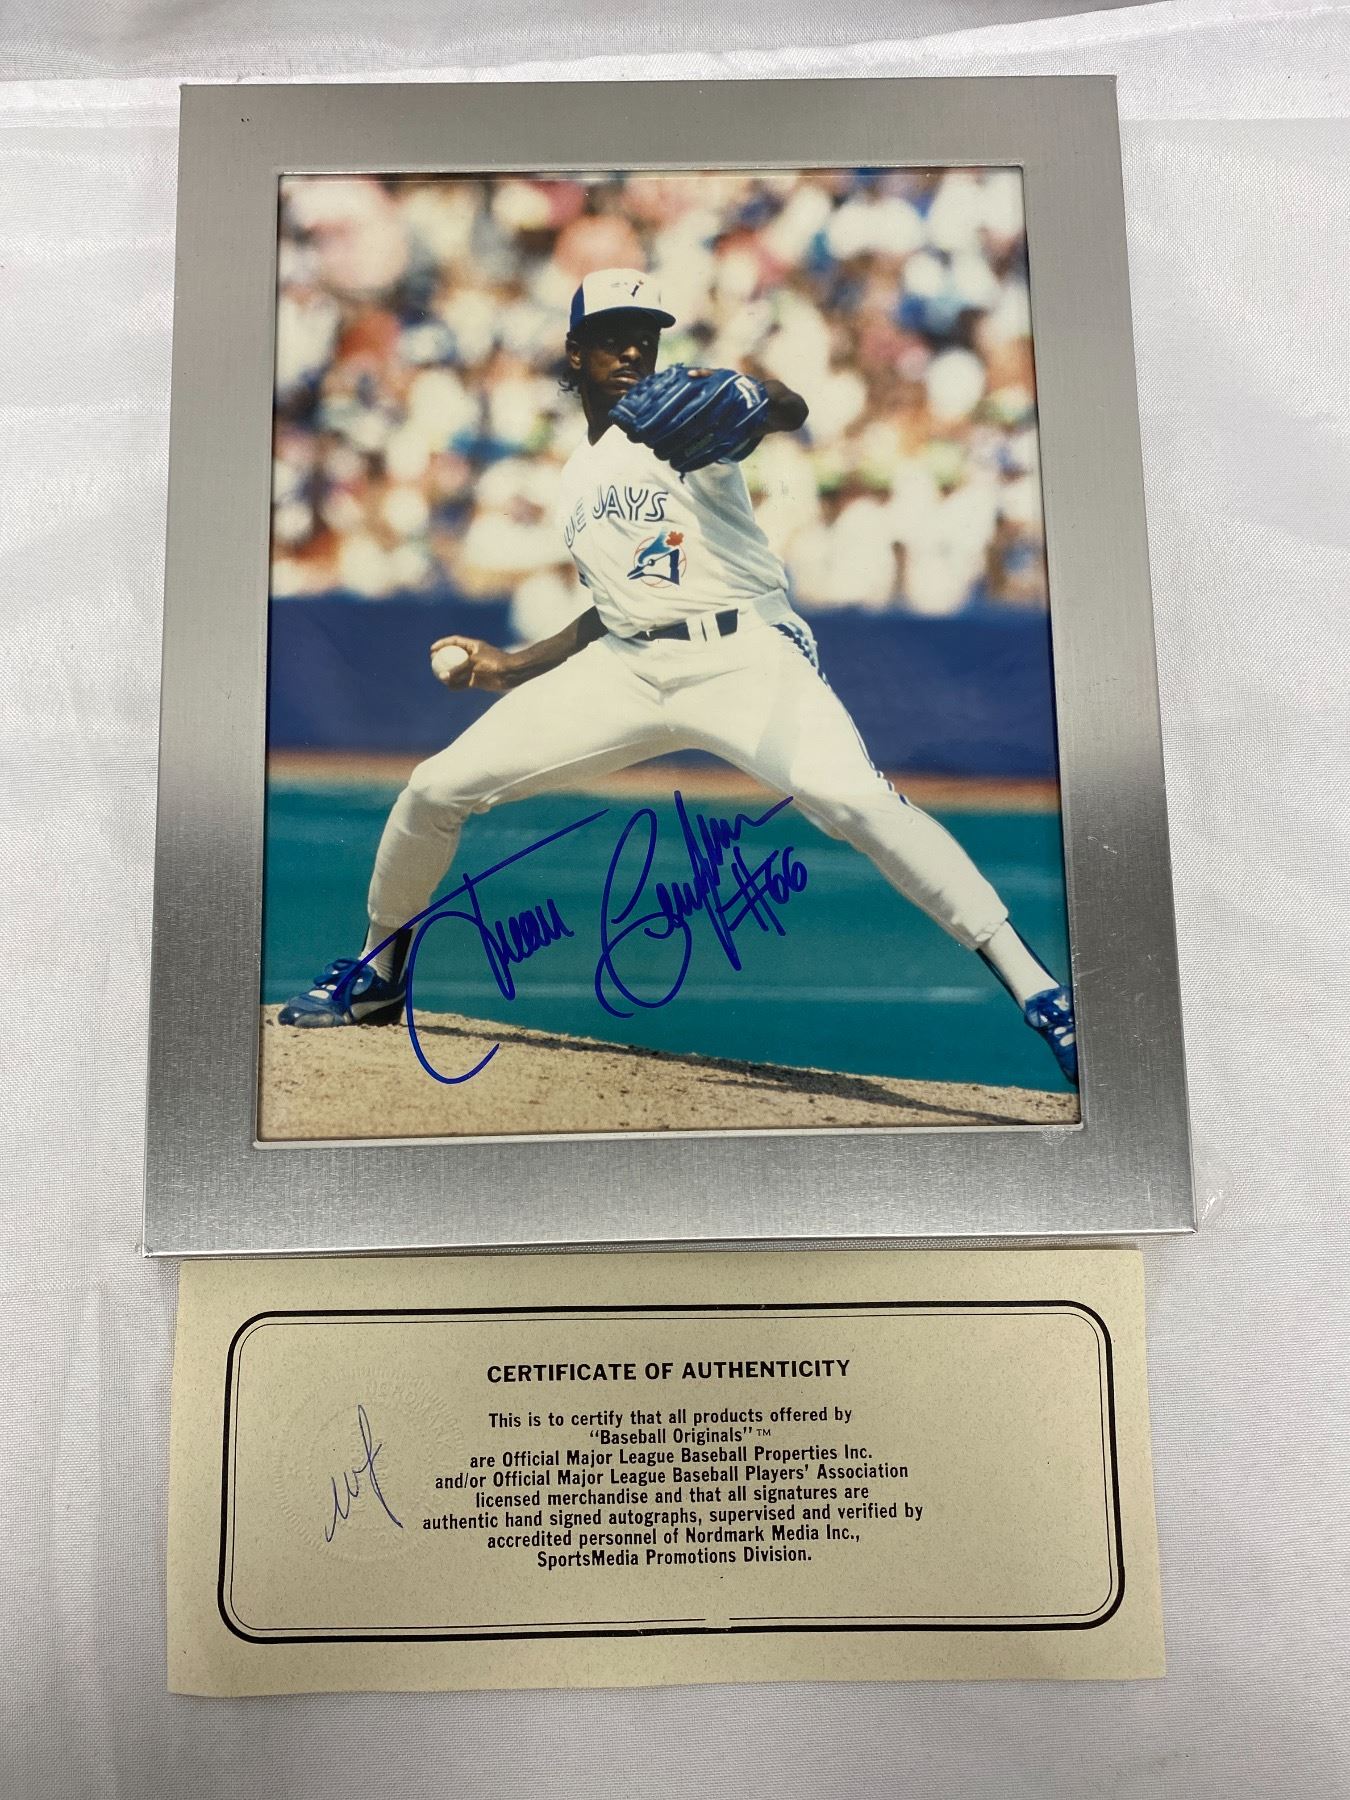 UE JAYS
Juan Guzman
#66
CERTIFICATE OF AUTHENTICITY
This is to certify that all products offered by
"Baseball Originals"™
are Official Major League Baseball Properties Inc.
and/or Official Major League Baseball Players' Association
licensed merchandise and that all signatures are
authentic hand signed autographs, supervised and verified by
accredited personnel of Nordmark Media Inc.,
SportsMedia Promotions Division.